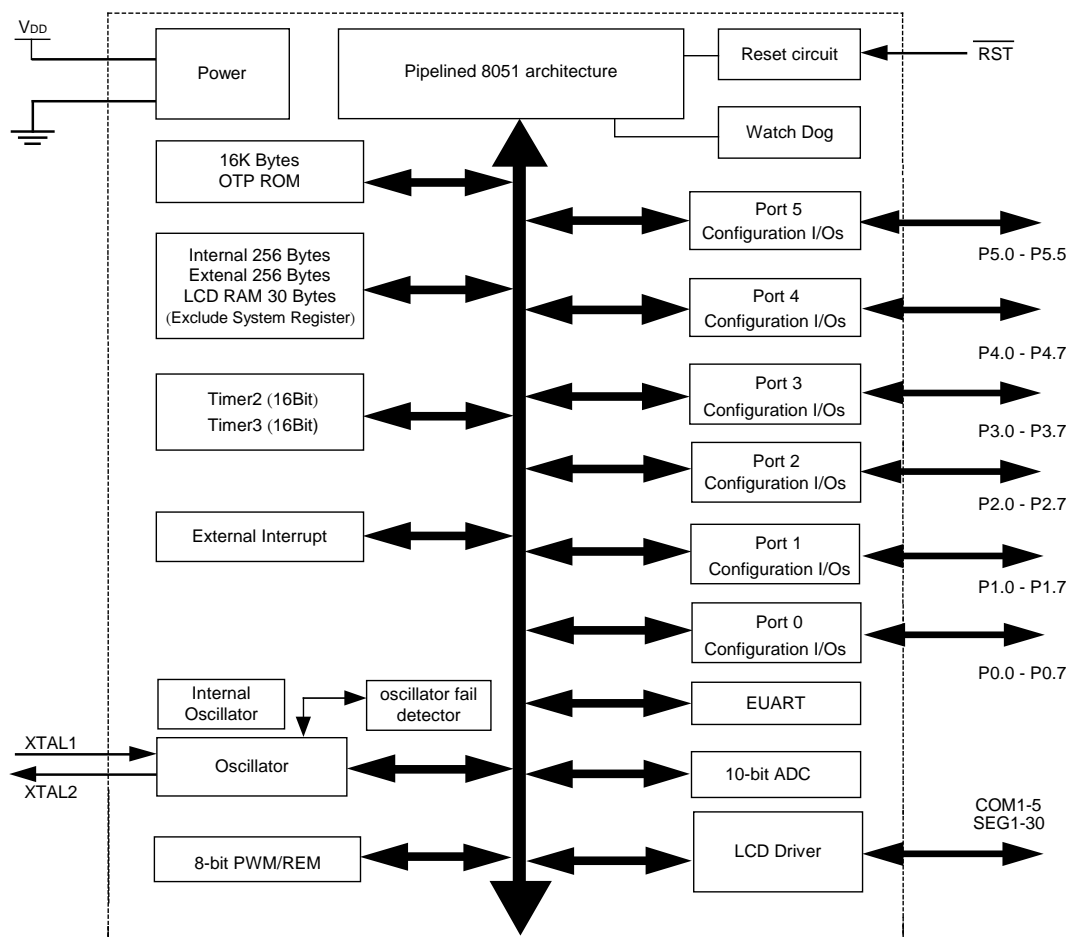 VDD
Power
Pipelined 8051 architecture
Reset circuit
RST
Watch Dog
16K Bytes
OTP ROM
Port 5
Configuration I/Os
P5.0 - P5.5
Internal 256 Bytes
Extenal 256 Bytes
LCD RAM 30 Bytes
(Exclude System Register)
Port 4
Configuration I/Os
P4.0 - P4.7
Timer2 (16Bit)
Timer3 (16Bit)
Port 3
Configuration I/Os
P3.0 - P3.7
Port 2
Configuration I/Os
P2.0 - P2.7
External Interrupt
Port 1
Configuration I/Os
P1.0 - P1.7
Port 0
Configuration I/Os
P0.0 - P0.7
Internal
Oscillator
oscillator fail
detector
EUART
XTAL1
Oscillator
XTAL2
10-bit ADC
COM1-5
SEG1-30
8-bit PWM/REM
LCD Driver